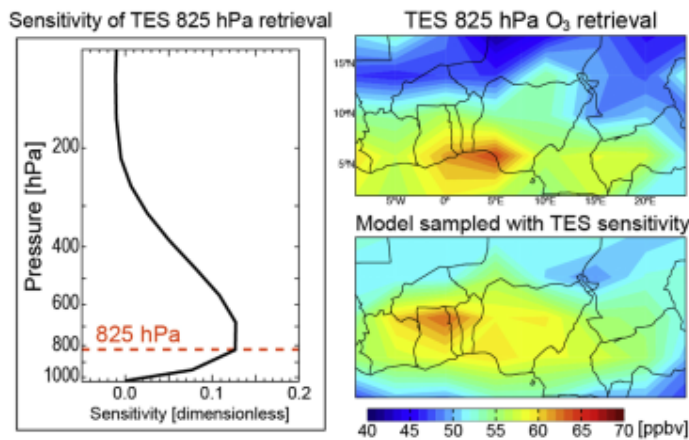 Sensitivity of TES 825 hPa retrieval
Pressure [hPa]
200
400
600
800
1000
825 hPa
0.0 0.1 0.2
Sensitivity [dimensionless]
TES 825 hPa O₃ retrieval
15°N
10°N
5°N
5°W 0° 5°E 10°E 15°E 20°E
Model sampled with TES sensitivity
40 45 50 55 60 65 70 [ppbv]